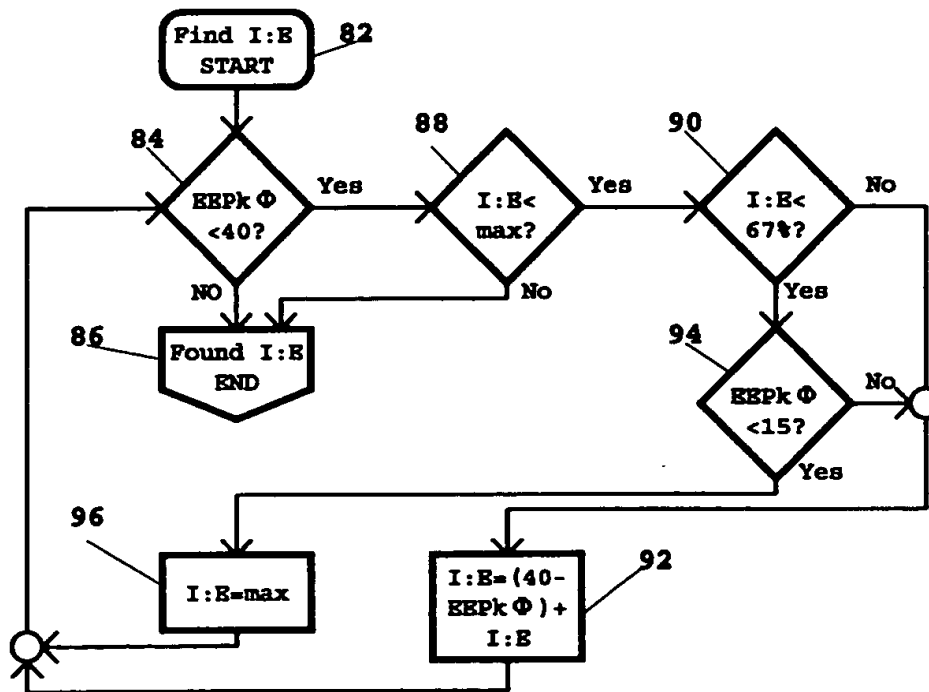 Find I:E
START
82
84
EEPk Φ
<40?
Yes
88
I:E<
max?
Yes
90
I:E<
67%?
No
NO
No
Yes
86
Found I:E
END
94
EEPk Φ
<15?
No
Yes
96
I:E=max
I:E=(40-
EEPk Φ)+
I:E
92